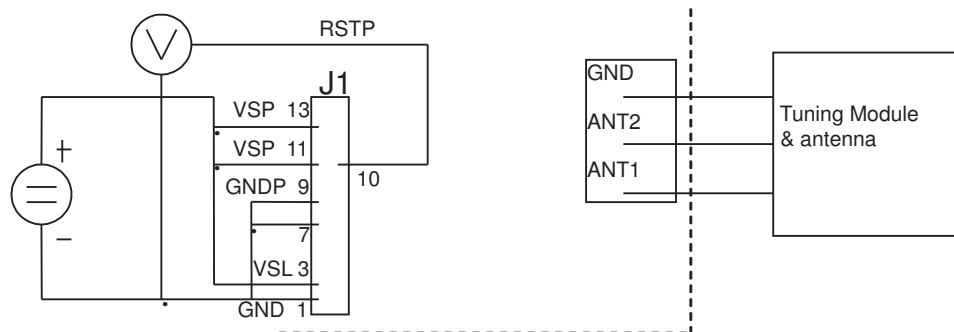 RSTP
V
J1
VSP 13
VSP 11
GNDP 9
10
7
VSL 3
GND 1
+
−
GND
ANT2
ANT1
Tuning Module
& antenna